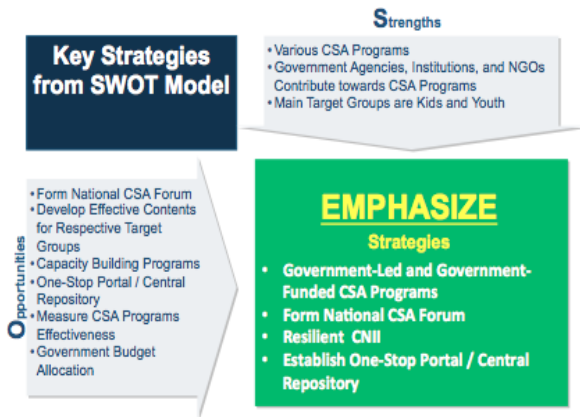 Key Strategies
from SWOT Model
Strengths
• Various CSA Programs
• Government Agencies, Institutions, and NGOs
Contribute towards CSA Programs
• Main Target Groups are Kids and Youth
Opportunities
• Form National CSA Forum
• Develop Effective Contents
for Respective Target
Groups
• Capacity Building Programs
• One-Stop Portal / Central
Repository
• Measure CSA Programs
Effectiveness
• Government Budget
Allocation
EMPHASIZE
Strategies
• Government-Led and Government-
Funded CSA Programs
• Form National CSA Forum
• Resilient CNII
• Establish One-Stop Portal / Central
Repository